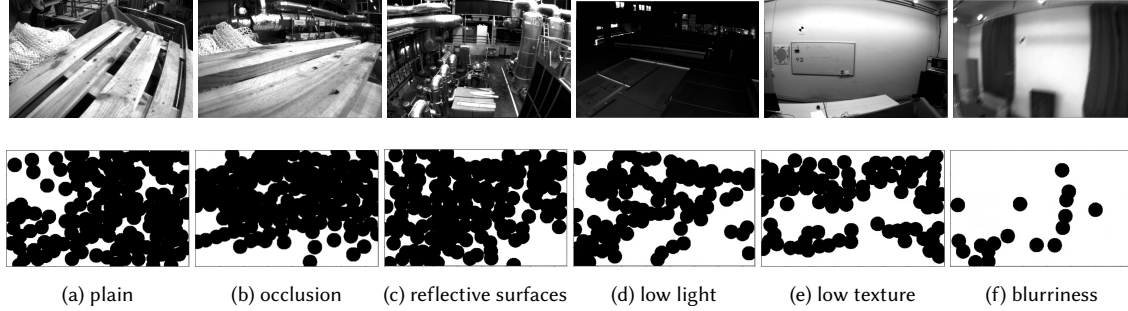 (a) plain
(b) occlusion
(c) reflective surfaces
(d) low light
(e) low texture
(f) blurriness